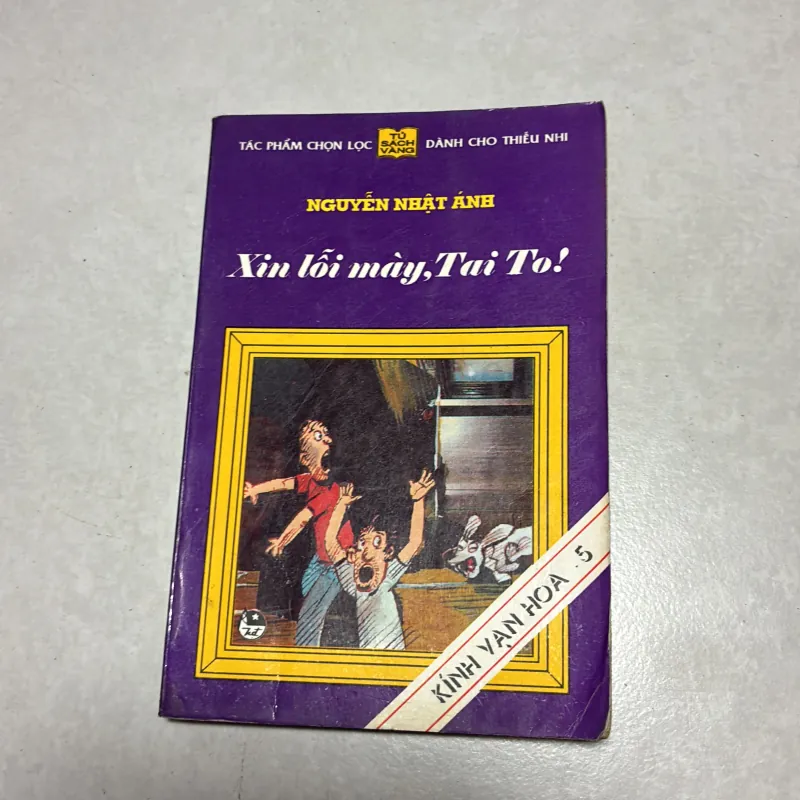 TÁC PHẨM CHỌN LỌC TỦ SÁCH VÀNG DÀNH CHO THIẾU NHI
NGUYỄN NHẬT ÁNH
Xin lỗi mày, Tai To!
KÍNH VẠN HOA 5